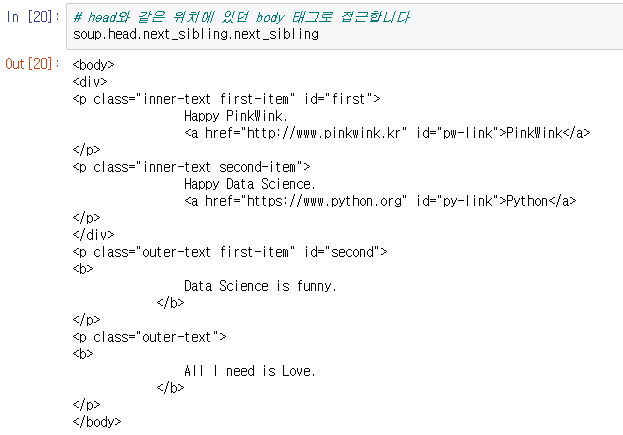 In [20]: # head와 같은 위치에 있던 body 태그로 접근합니다
soup.head.next_sibling.next_sibling
Out[20]: <body>
<div>
<p class="inner-text first-item" id="first">
Happy PinkWink.
<a href="http://www.pinkwink.kr" id="pw-link">PinkWink</a>
</p>
<p class="inner-text second-item">
Happy Data Science.
<a href="https://www.python.org" id="py-link">Python</a>
</p>
</div>
<p class="outer-text first-item" id="second">
<b>
Data Science is funny.
</b>
</p>
<p class="outer-text">
<b>
All I need is Love.
</b>
</p>
</body>